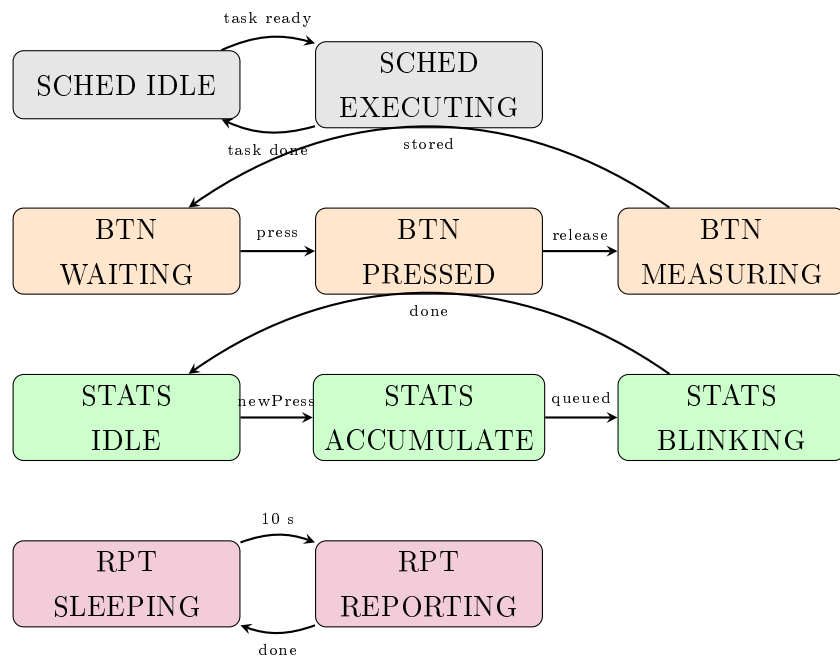 task ready
SCHED IDLE
SCHED
EXECUTING
task done
stored
BTN
WAITING
press
BTN
PRESSED
release
BTN
MEASURING
done
STATS
IDLE
newPress
STATS
ACCUMULATE
queued
STATS
BLINKING
10 s
RPT
SLEEPING
RPT
REPORTING
done